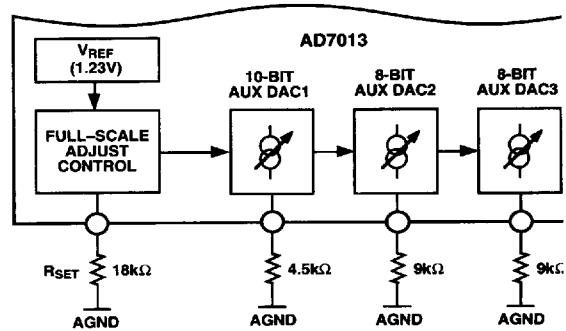 AD7013
VREF
(1.23V)
FULL–SCALE
ADJUST
CONTROL
10-BIT
AUX DAC1
8-BIT
AUX DAC2
8-BIT
AUX DAC3
RSET 18kΩ
4.5kΩ
9kΩ
9kΩ
AGND
AGND
AGND
AGND